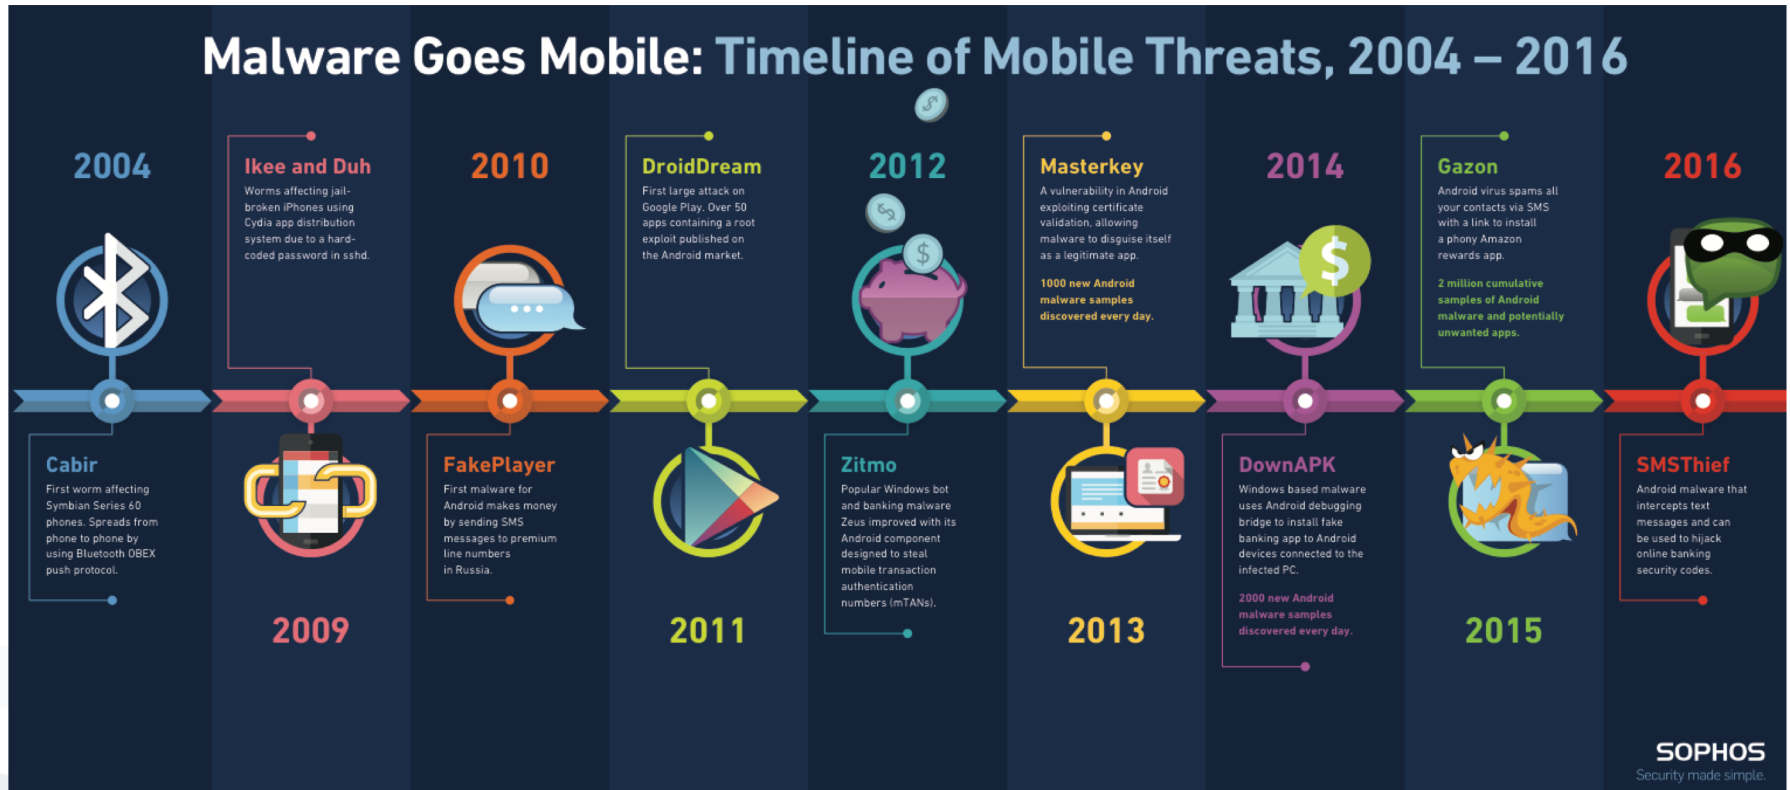 Malware Goes Mobile: Timeline of Mobile Threats, 2004 – 2016
2004
Cabir
First worm affecting
Symbian Series 60
phones. Spreads from
phone to phone by
using Bluetooth OBEX
push protocol.
Ikee and Duh
Worms affecting jail-
broken iPhones using
Cydia app distribution
system due to a hard-
coded password in sshd.
2009
2010
FakePlayer
First malware for
Android makes money
by sending SMS
messages to premium
line numbers
in Russia.
DroidDream
First large attack on
Google Play. Over 50
apps containing a root
exploit published on
the Android market.
2011
2012
Zitmo
Popular Windows bot
and banking malware
Zeus improved with its
Android component
designed to steal
mobile transaction
authentication
numbers (mTANs).
Masterkey
A vulnerability in Android
exploiting certificate
validation, allowing
malware to disguise itself
as a legitimate app.
1000 new Android
malware samples
discovered every day.
2013
2014
DownAPK
Windows based malware
uses Android debugging
bridge to install fake
banking app to Android
devices connected to the
infected PC.
2000 new Android
malware samples
discovered every day.
Gazon
Android virus spams all
your contacts via SMS
with a link to install
a phony Amazon
rewards app.
2 million cumulative
samples of Android
malware and potentially
unwanted apps.
2015
2016
SMSThief
Android malware that
intercepts text
messages and can
be used to hijack
online banking
security codes.
SOPHOS
Security made simple.